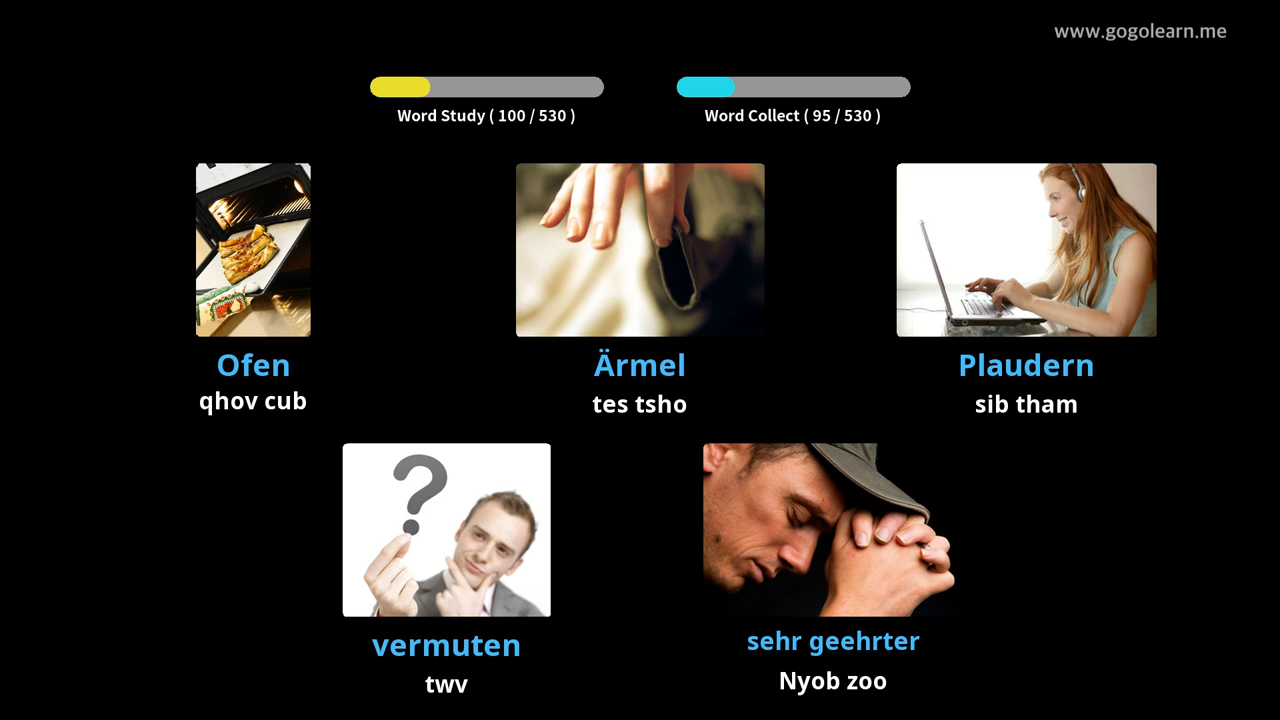 www.gogolearn.me
Word Study ( 100 / 530 )
Word Collect ( 95 / 530 )
Ofen
qhov cub
Ärmel
tes tsho
Plaudern
sib tham
vermuten
twv
sehr geehrter
Nyob zoo